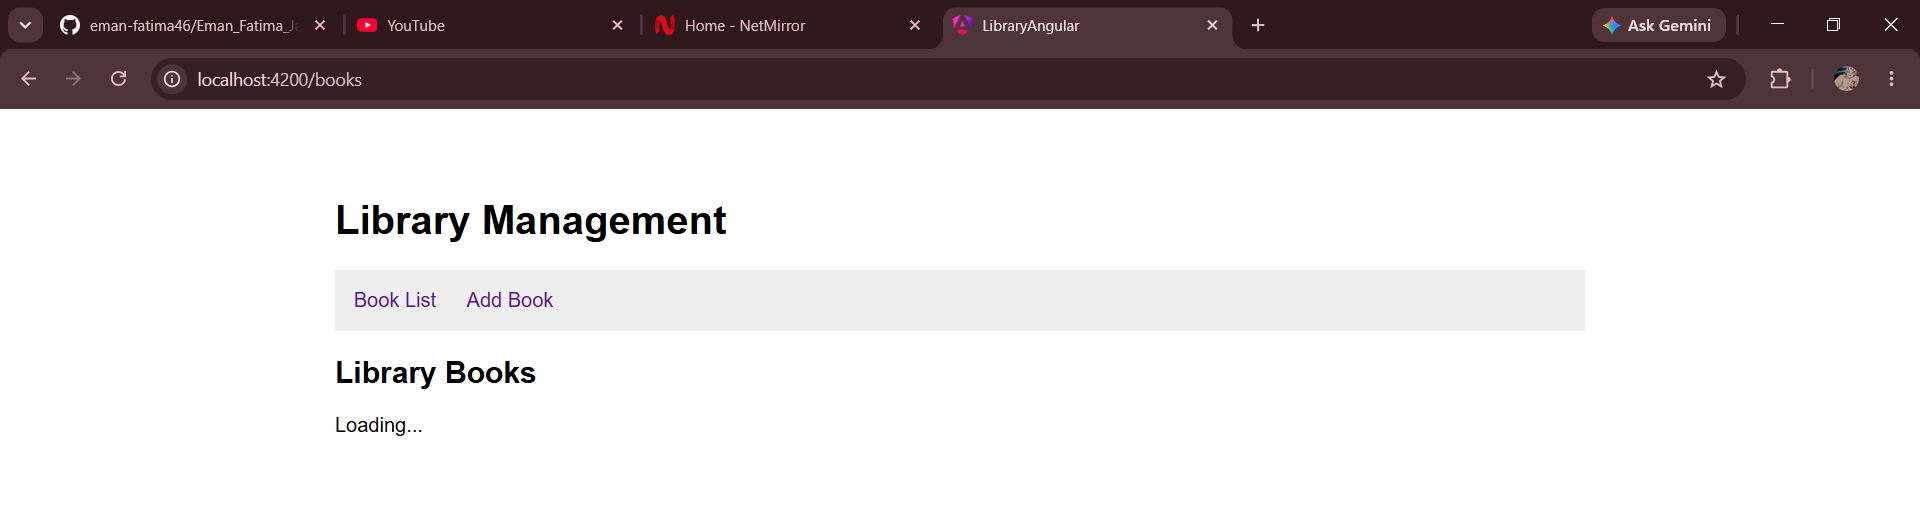 eman-fatima46/Eman_Fatima_Ja
YouTube
Home - NetMirror
LibraryAngular
Ask Gemini
localhost:4200/books
Library Management
Book List Add Book
Library Books
Loading...